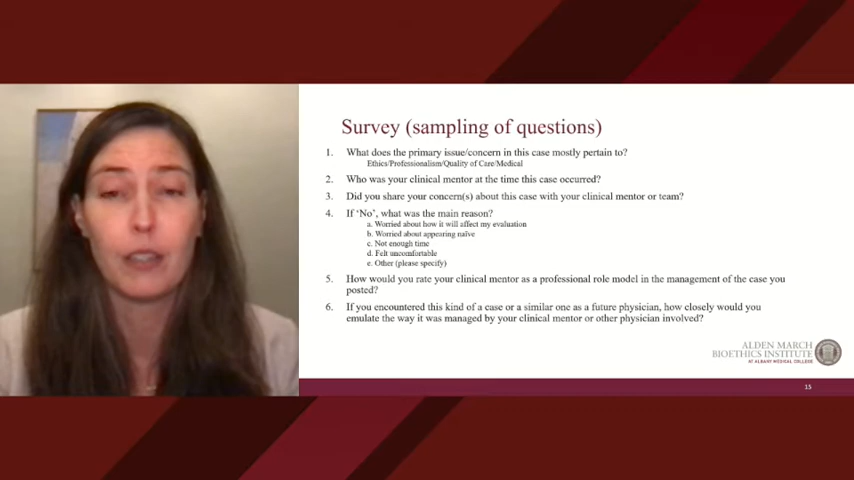 Survey (sampling of questions)
1. What does the primary issue/concern in this case mostly pertain to?
Ethics/Professionalism/Quality of Care/Medical
2. Who was your clinical mentor at the time this case occurred?
3. Did you share your concern(s) about this case with your clinical mentor or team?
4. If ‘No’, what was the main reason?
a. Worried about how it will affect my evaluation
b. Worried about appearing naïve
c. Not enough time
d. Felt uncomfortable
e. Other (please specify)
5. How would you rate your clinical mentor as a professional role model in the management of the case you
posted?
6. If you encountered this kind of a case or a similar one as a future physician, how closely would you
emulate the way it was managed by your clinical mentor or other physician involved?
ALDEN MARCH
BIOETHICS INSTITUTE
AT ALBANY MEDICAL COLLEGE
15